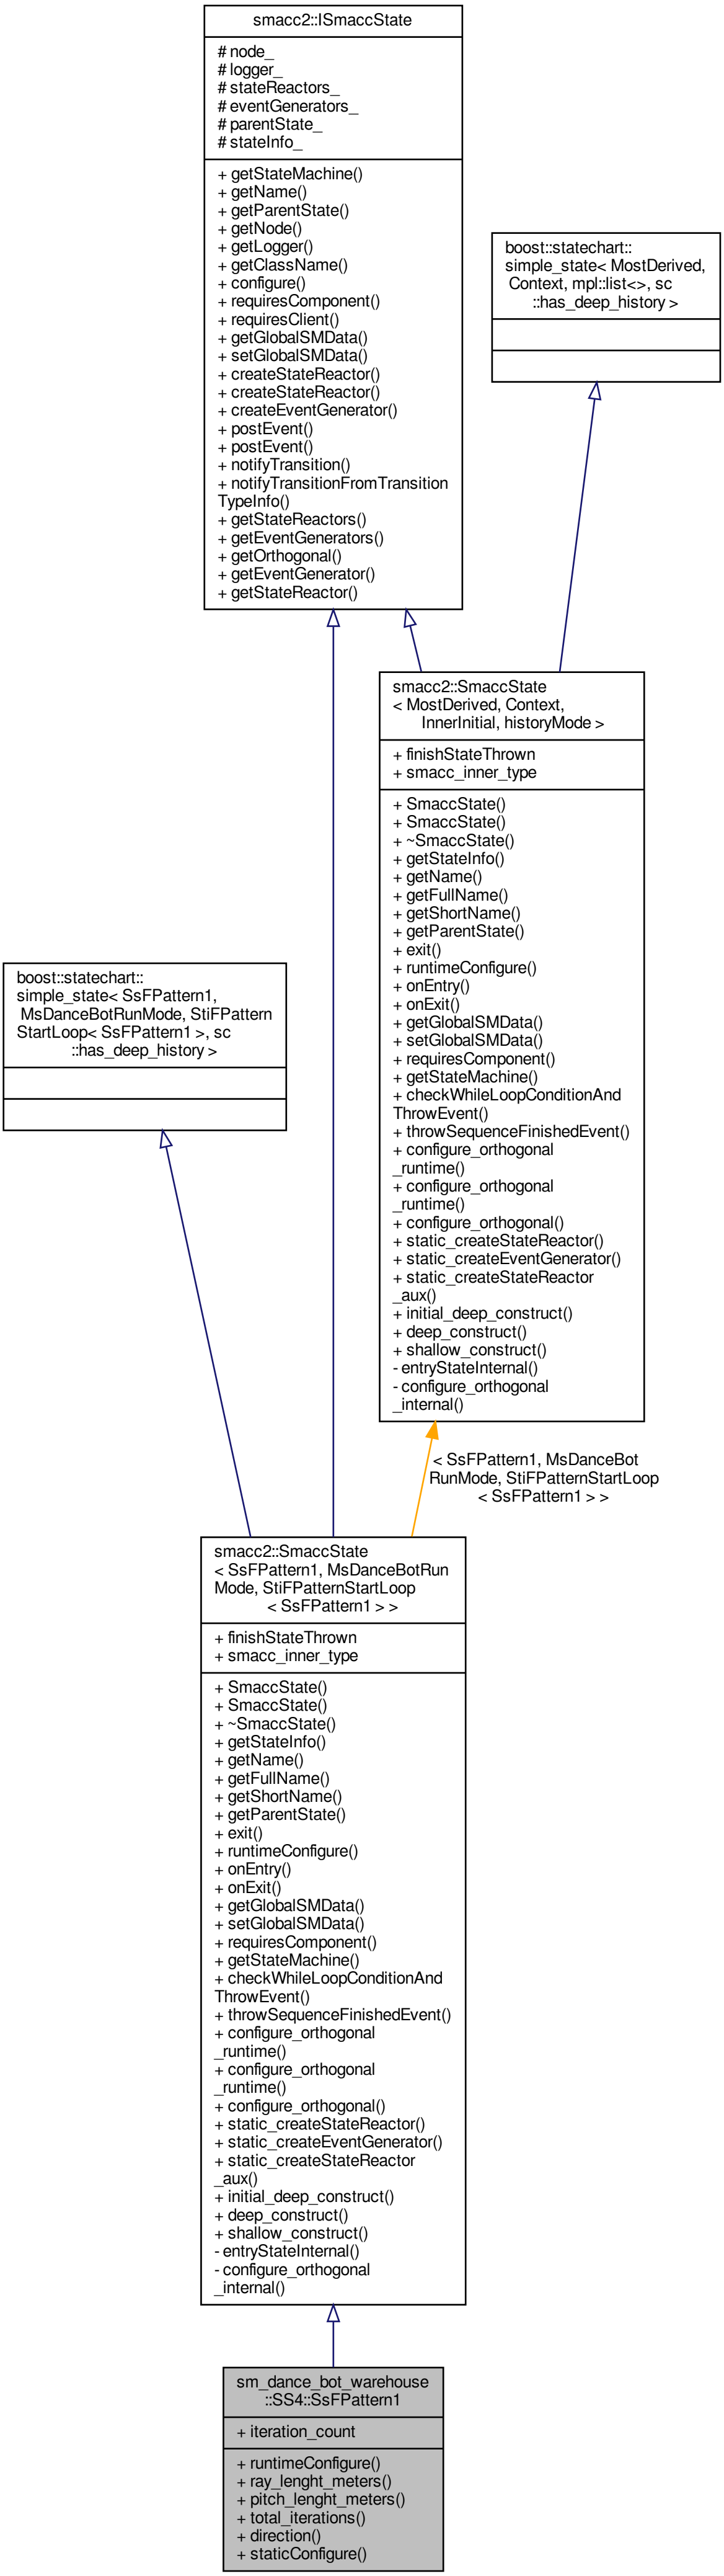 smacc2::ISmaccState
# node_
# logger_
# stateReactors_
# eventGenerators_
# parentState_
# stateInfo_
+ getStateMachine()
+ getName()
+ getParentState()
+ getNode()
+ getLogger()
+ getClassName()
+ configure()
+ requiresComponent()
+ requiresClient()
+ getGlobalSMData()
+ setGlobalSMData()
+ createStateReactor()
+ createStateReactor()
+ createEventGenerator()
+ postEvent()
+ postEvent()
+ notifyTransition()
+ notifyTransitionFromTransition
TypeInfo()
+ getStateReactors()
+ getEventGenerators()
+ getOrthogonal()
+ getEventGenerator()
+ getStateReactor()
boost::statechart::
simple_state< MostDerived,
Context, mpl::list<>, sc
::has_deep_history >
smacc2::SmaccState
< MostDerived, Context,
InnerInitial, historyMode >
+ finishStateThrown
+ smacc_inner_type
+ SmaccState()
+ SmaccState()
+ ~SmaccState()
+ getStateInfo()
+ getName()
+ getFullName()
+ getShortName()
+ getParentState()
+ exit()
+ runtimeConfigure()
+ onEntry()
+ onExit()
+ getGlobalSMData()
+ setGlobalSMData()
+ requiresComponent()
+ getStateMachine()
+ checkWhileLoopConditionAnd
ThrowEvent()
+ throwSequenceFinishedEvent()
+ configure_orthogonal
_runtime()
+ configure_orthogonal
_runtime()
+ configure_orthogonal()
+ static_createStateReactor()
+ static_createEventGenerator()
+ static_createStateReactor
_aux()
+ initial_deep_construct()
+ deep_construct()
+ shallow_construct()
- entryStateInternal()
- configure_orthogonal
_internal()
boost::statechart::
simple_state< SsFPattern1,
MsDanceBotRunMode, StiFPattern
StartLoop< SsFPattern1 >, sc
::has_deep_history >
< SsFPattern1, MsDanceBot
RunMode, StiFPatternStartLoop
< SsFPattern1 > >
smacc2::SmaccState
< SsFPattern1, MsDanceBotRun
Mode, StiFPatternStartLoop
< SsFPattern1 > >
+ finishStateThrown
+ smacc_inner_type
+ SmaccState()
+ SmaccState()
+ ~SmaccState()
+ getStateInfo()
+ getName()
+ getFullName()
+ getShortName()
+ getParentState()
+ exit()
+ runtimeConfigure()
+ onEntry()
+ onExit()
+ getGlobalSMData()
+ setGlobalSMData()
+ requiresComponent()
+ getStateMachine()
+ checkWhileLoopConditionAnd
ThrowEvent()
+ throwSequenceFinishedEvent()
+ configure_orthogonal
_runtime()
+ configure_orthogonal
_runtime()
+ configure_orthogonal()
+ static_createStateReactor()
+ static_createEventGenerator()
+ static_createStateReactor
_aux()
+ initial_deep_construct()
+ deep_construct()
+ shallow_construct()
- entryStateInternal()
- configure_orthogonal
_internal()
sm_dance_bot_warehouse
::SS4::SsFPattern1
+ iteration_count
+ runtimeConfigure()
+ ray_lenght_meters()
+ pitch_lenght_meters()
+ total_iterations()
+ direction()
+ staticConfigure()